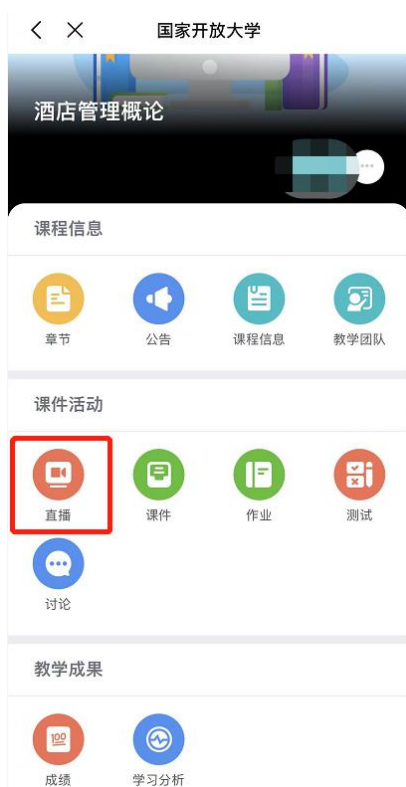 国家开放大学
酒店管理概论
课程信息
章节 公告 课程信息 教学团队
课件活动
直播 课件 作业 测试
讨论
教学成果
100
成绩 学习分析